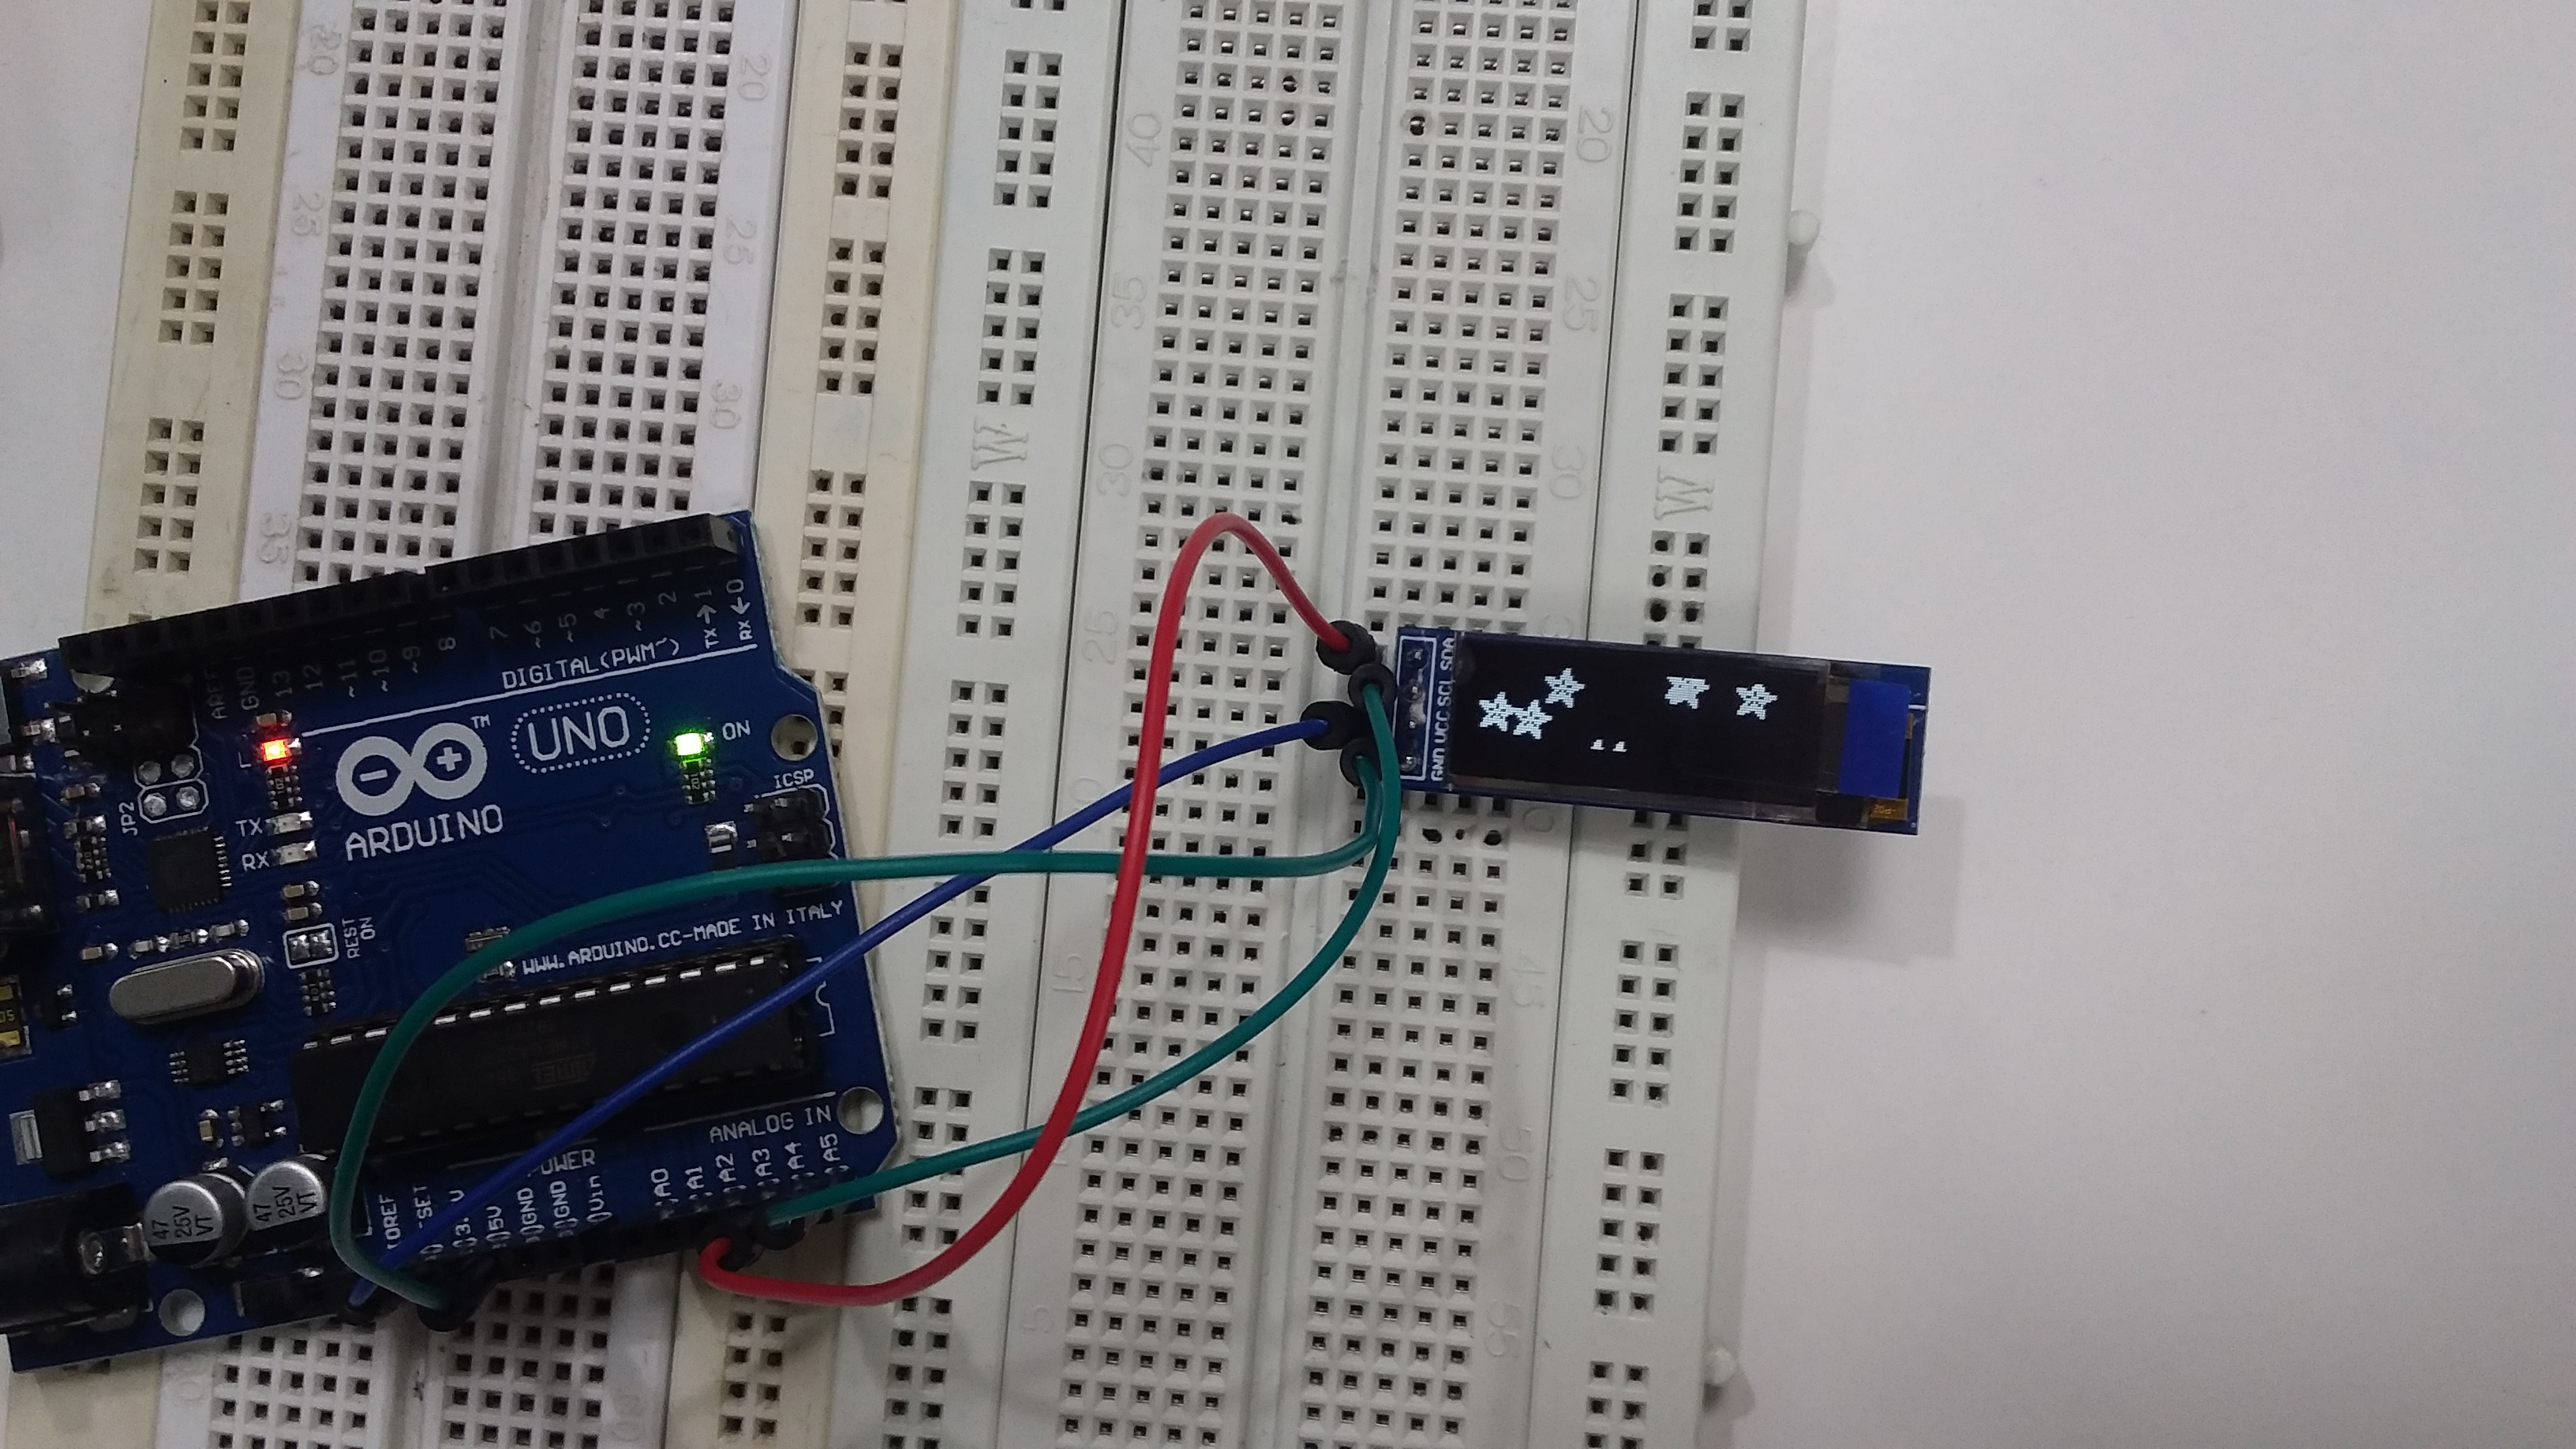 47
25V
VT
47
25V
VT
JP2
RX
TX
L
REST
ON
AREF
GND
13
12
~11
~10
~9
8
7
~6
~5
4
~3
2
TX→1
RX←0
DIGITAL(PWM~)
ARDUINO
TM
UNO
ON
ICSP
WWW.ARDUINO.CC-MADE IN ITALY
IOREF
5V
GND
GND
Vin
POWER
A0
A1
A2
A3
A4
A5
ANALOG IN
35
30
25
20
30
25
20
W
5
15
25
30
35
40
GND VCC SCL SDA
55
50
45
30
25
20
W